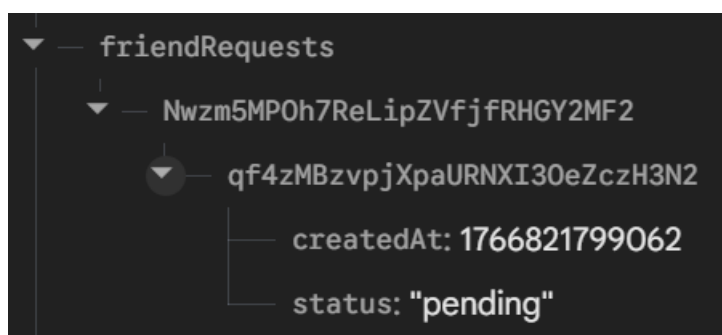 friendRequests
Nwzm5MPOh7ReLipZVfjfRHGY2MF2
qf4zMBzvpjXpaURNXI3OeZczH3N2
createdAt: 1766821799062
status: "pending"